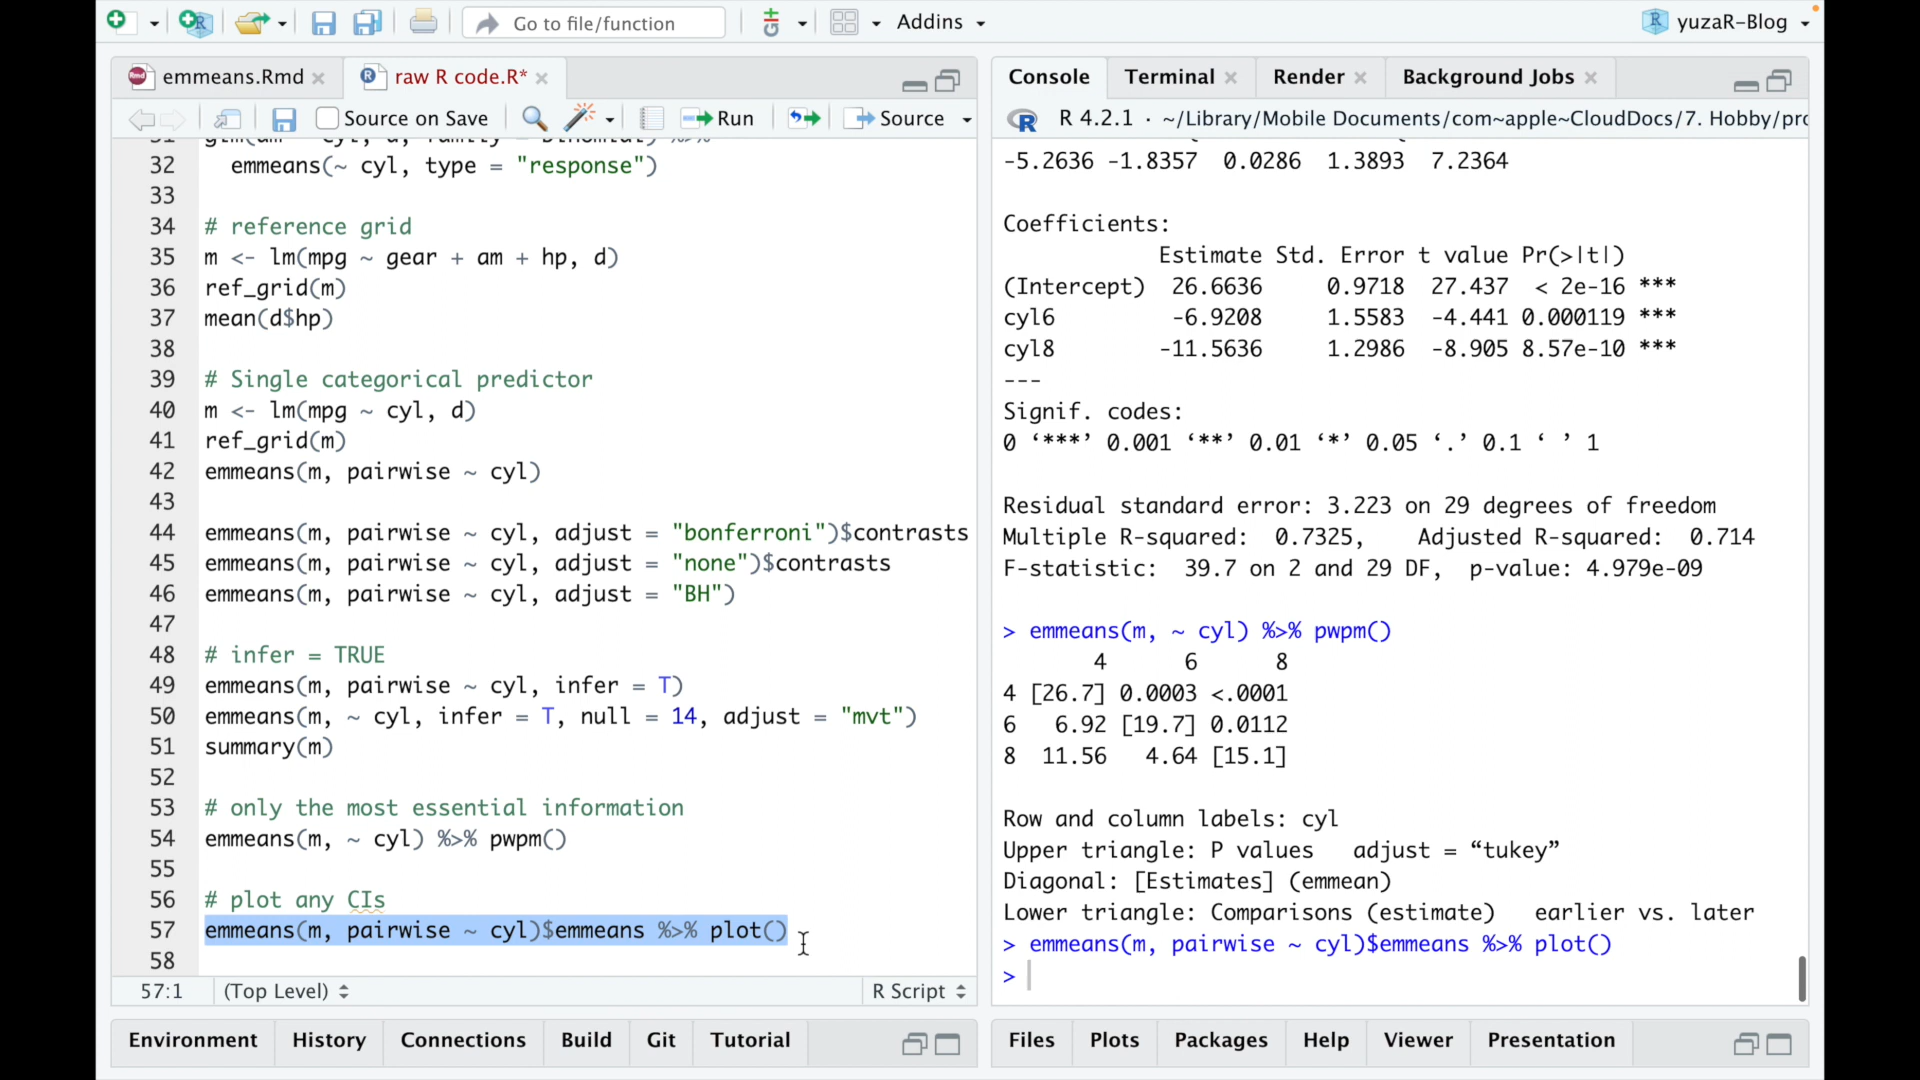 Go to file/function
Addins
yuzaR-Blog
emmeans.Rmd
raw R code.R*
Source on Save
Run
Source
32 emmeans(~ cyl, type = "response")
33
34 # reference grid
35 m <- lm(mpg ~ gear + am + hp, d)
36 ref_grid(m)
37 mean(d$hp)
38
39 # Single categorical predictor
40 m <- lm(mpg ~ cyl, d)
41 ref_grid(m)
42 emmeans(m, pairwise ~ cyl)
43
44 emmeans(m, pairwise ~ cyl, adjust = "bonferroni")$contrasts
45 emmeans(m, pairwise ~ cyl, adjust = "none")$contrasts
46 emmeans(m, pairwise ~ cyl, adjust = "BH")
47
48 # infer = TRUE
49 emmeans(m, pairwise ~ cyl, infer = T)
50 emmeans(m, ~ cyl, infer = T, null = 14, adjust = "mvt")
51 summary(m)
52
53 # only the most essential information
54 emmeans(m, ~ cyl) %>% pwpm()
55
56 # plot any CIs
57 emmeans(m, pairwise ~ cyl)$emmeans %>% plot()
58
57:1 (Top Level) R Script
Environment History Connections Build Git Tutorial
Console Terminal Render Background Jobs
R 4.2.1 · ~/Library/Mobile Documents/com~apple~CloudDocs/7. Hobby/pro
-5.2636 -1.8357 0.0286 1.3893 7.2364
Coefficients:
Estimate Std. Error t value Pr(>|t|)
(Intercept) 26.6636 0.9718 27.437 < 2e-16 ***
cyl6 -6.9208 1.5583 -4.441 0.000119 ***
cyl8 -11.5636 1.2986 -8.905 8.57e-10 ***
---
Signif. codes:
0 ‘***’ 0.001 ‘**’ 0.01 ‘*’ 0.05 ‘.’ 0.1 ‘ ’ 1
Residual standard error: 3.223 on 29 degrees of freedom
Multiple R-squared: 0.7325, Adjusted R-squared: 0.714
F-statistic: 39.7 on 2 and 29 DF, p-value: 4.979e-09
> emmeans(m, ~ cyl) %>% pwpm()
4 6 8
4 [26.7] 0.0003 <.0001
6 6.92 [19.7] 0.0112
8 11.56 4.64 [15.1]
Row and column labels: cyl
Upper triangle: P values adjust = “tukey”
Diagonal: [Estimates] (emmean)
Lower triangle: Comparisons (estimate) earlier vs. later
> emmeans(m, pairwise ~ cyl)$emmeans %>% plot()
>
Files Plots Packages Help Viewer Presentation